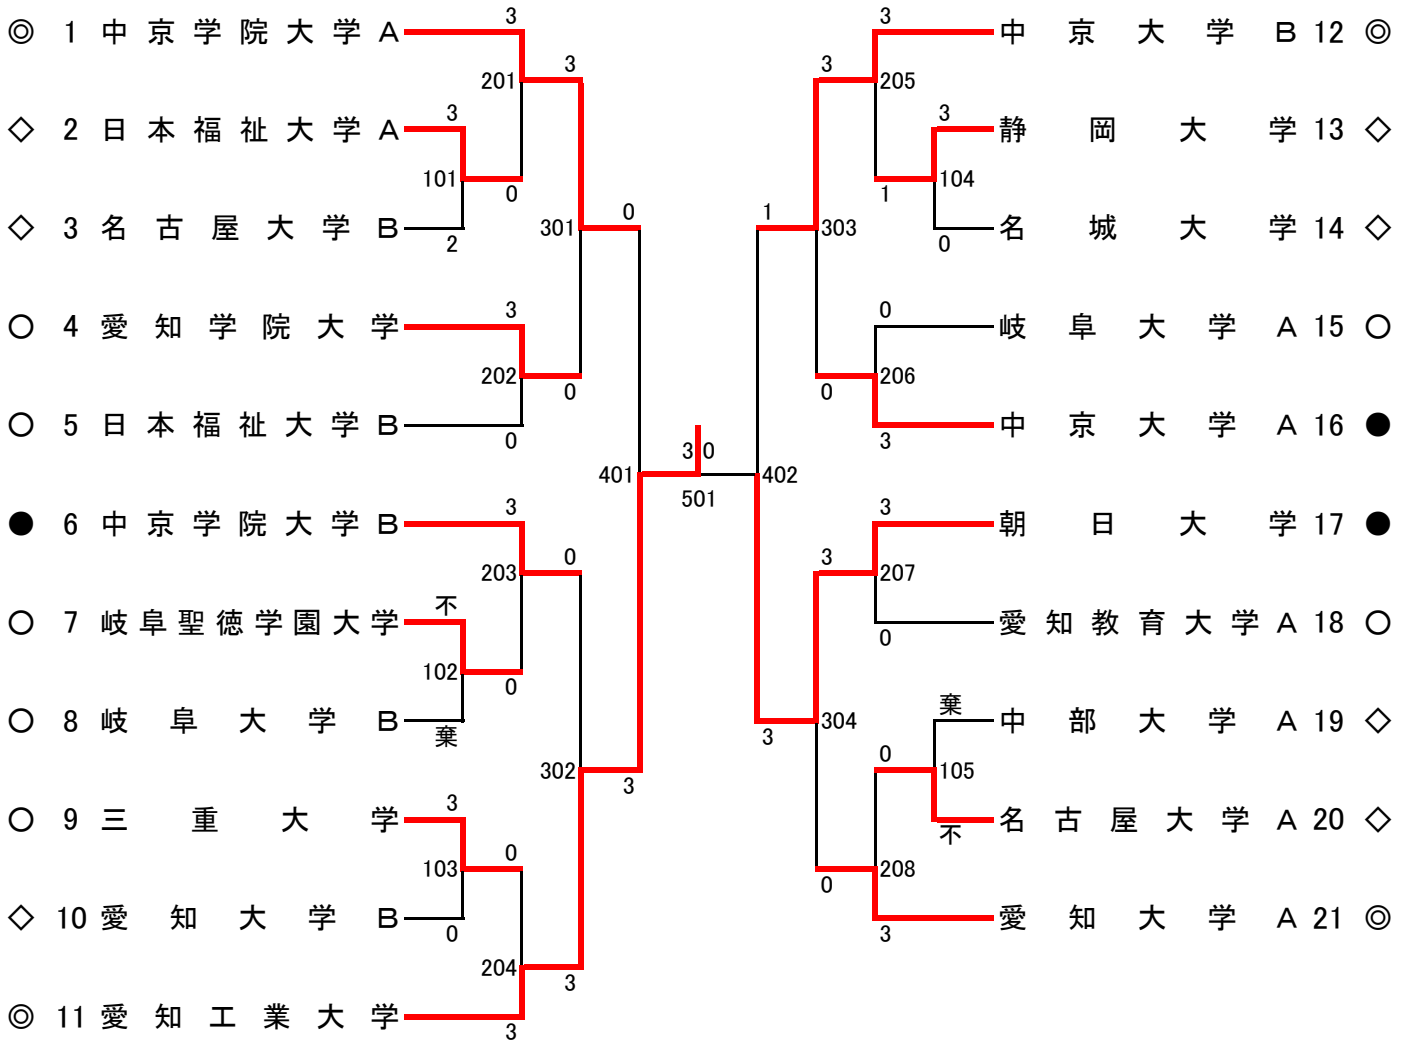 3 3
◎ 1 中京学院大学A 中京大学B 12 ◎
3 3
201 205
3 3
◇ 2 日本福祉大学A 静岡大学 13 ◇
101 104
0 1
0 1
◇ 3 名古屋大学B 301 303 名城大学 14 ◇
2 0
3 0
○ 4 愛知学院大学 岐阜大学A 15 ○
202 206
0 0
○ 5 日本福祉大学B 中京大学A 16 ●
0 3
3 0
401 402
501
3 3
● 6 中京学院大学B 朝日大学 17 ●
0 3
203 207
不
○ 7 岐阜聖徳学園大学 愛知教育大学A 18 ○
0
102
0
棄
○ 8 岐阜大学B 304 中部大学A 19 ◇
棄 3
0
302 105
3
3
○ 9 三重大学 名古屋大学A 20 ◇
不
0
103 208
0
◇ 10 愛知大学B 愛知大学A 21 ◎
0 3
204
3
◎ 11 愛知工業大学
3